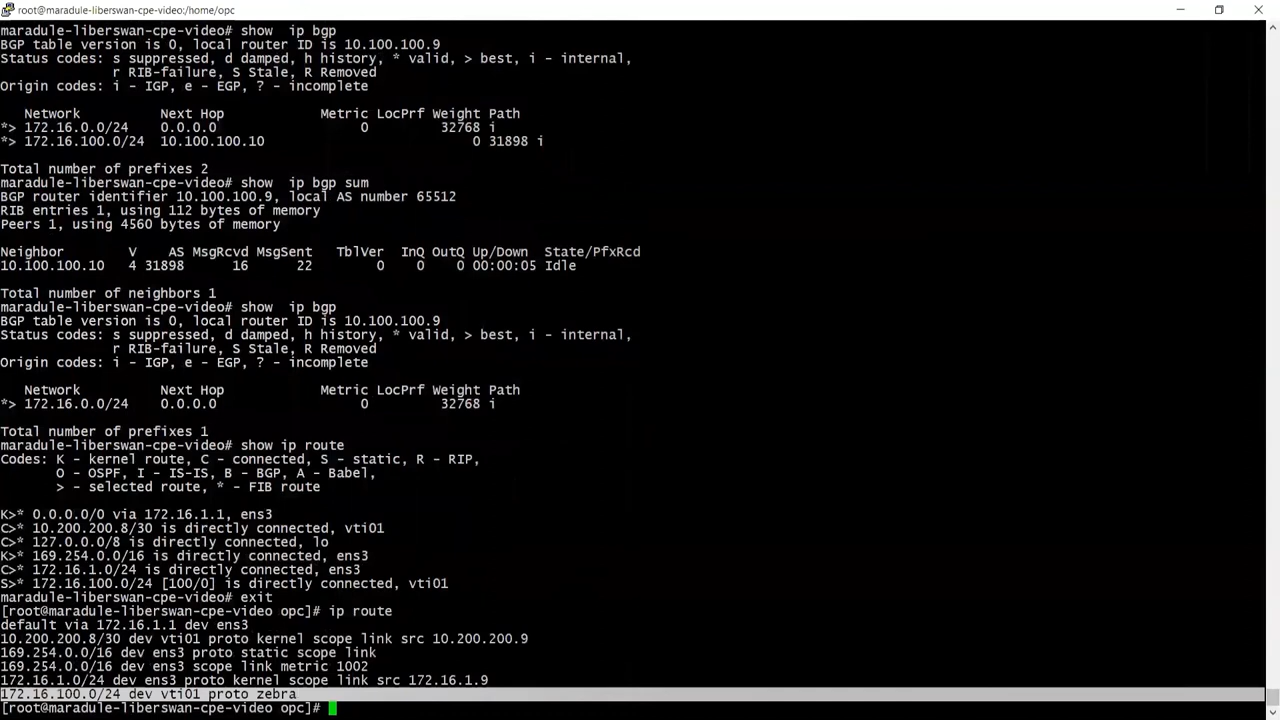 root@maradule-liberswan-cpe-video:/home/opc
maradule-liberswan-cpe-video# show  ip bgp
BGP table version is 0, local router ID is 10.100.100.9
Status codes: s suppressed, d damped, h history, * valid, > best, i - internal,
              r RIB-failure, S Stale, R Removed
Origin codes: i - IGP, e - EGP, ? - incomplete
   Network          Next Hop            Metric LocPrf Weight Path
*> 172.16.0.0/24    0.0.0.0                  0         32768 i
*> 172.16.100.0/24  10.100.100.10                          0 31898 i
Total number of prefixes 2
maradule-liberswan-cpe-video# show  ip bgp sum
BGP router identifier 10.100.100.9, local AS number 65512
RIB entries 1, using 112 bytes of memory
Peers 1, using 4560 bytes of memory
Neighbor        V    AS MsgRcvd MsgSent   TblVer  InQ OutQ Up/Down  State/PfxRcd
10.100.100.10   4 31898      16      22        0    0    0 00:00:05 Idle
Total number of neighbors 1
maradule-liberswan-cpe-video# show  ip bgp
BGP table version is 0, local router ID is 10.100.100.9
Status codes: s suppressed, d damped, h history, * valid, > best, i - internal,
              r RIB-failure, S Stale, R Removed
Origin codes: i - IGP, e - EGP, ? - incomplete
   Network          Next Hop            Metric LocPrf Weight Path
*> 172.16.0.0/24    0.0.0.0                  0         32768 i
Total number of prefixes 1
maradule-liberswan-cpe-video# show ip route
Codes: K - kernel route, C - connected, S - static, R - RIP,
       O - OSPF, I - IS-IS, B - BGP, A - Babel,
       > - selected route, * - FIB route
K>* 0.0.0.0/0 via 172.16.1.1, ens3
C>* 10.200.200.8/30 is directly connected, vti01
C>* 127.0.0.0/8 is directly connected, lo
K>* 169.254.0.0/16 is directly connected, ens3
C>* 172.16.1.0/24 is directly connected, ens3
S>* 172.16.100.0/24 [100/0] is directly connected, vti01
maradule-liberswan-cpe-video# exit
[root@maradule-liberswan-cpe-video opc]# ip route
default via 172.16.1.1 dev ens3
10.200.200.8/30 dev vti01 proto kernel scope link src 10.200.200.9
169.254.0.0/16 dev ens3 proto static scope link
169.254.0.0/16 dev ens3 scope link metric 1002
172.16.1.0/24 dev ens3 proto kernel scope link src 172.16.1.9
172.16.100.0/24 dev vti01 proto zebra
[root@maradule-liberswan-cpe-video opc]#